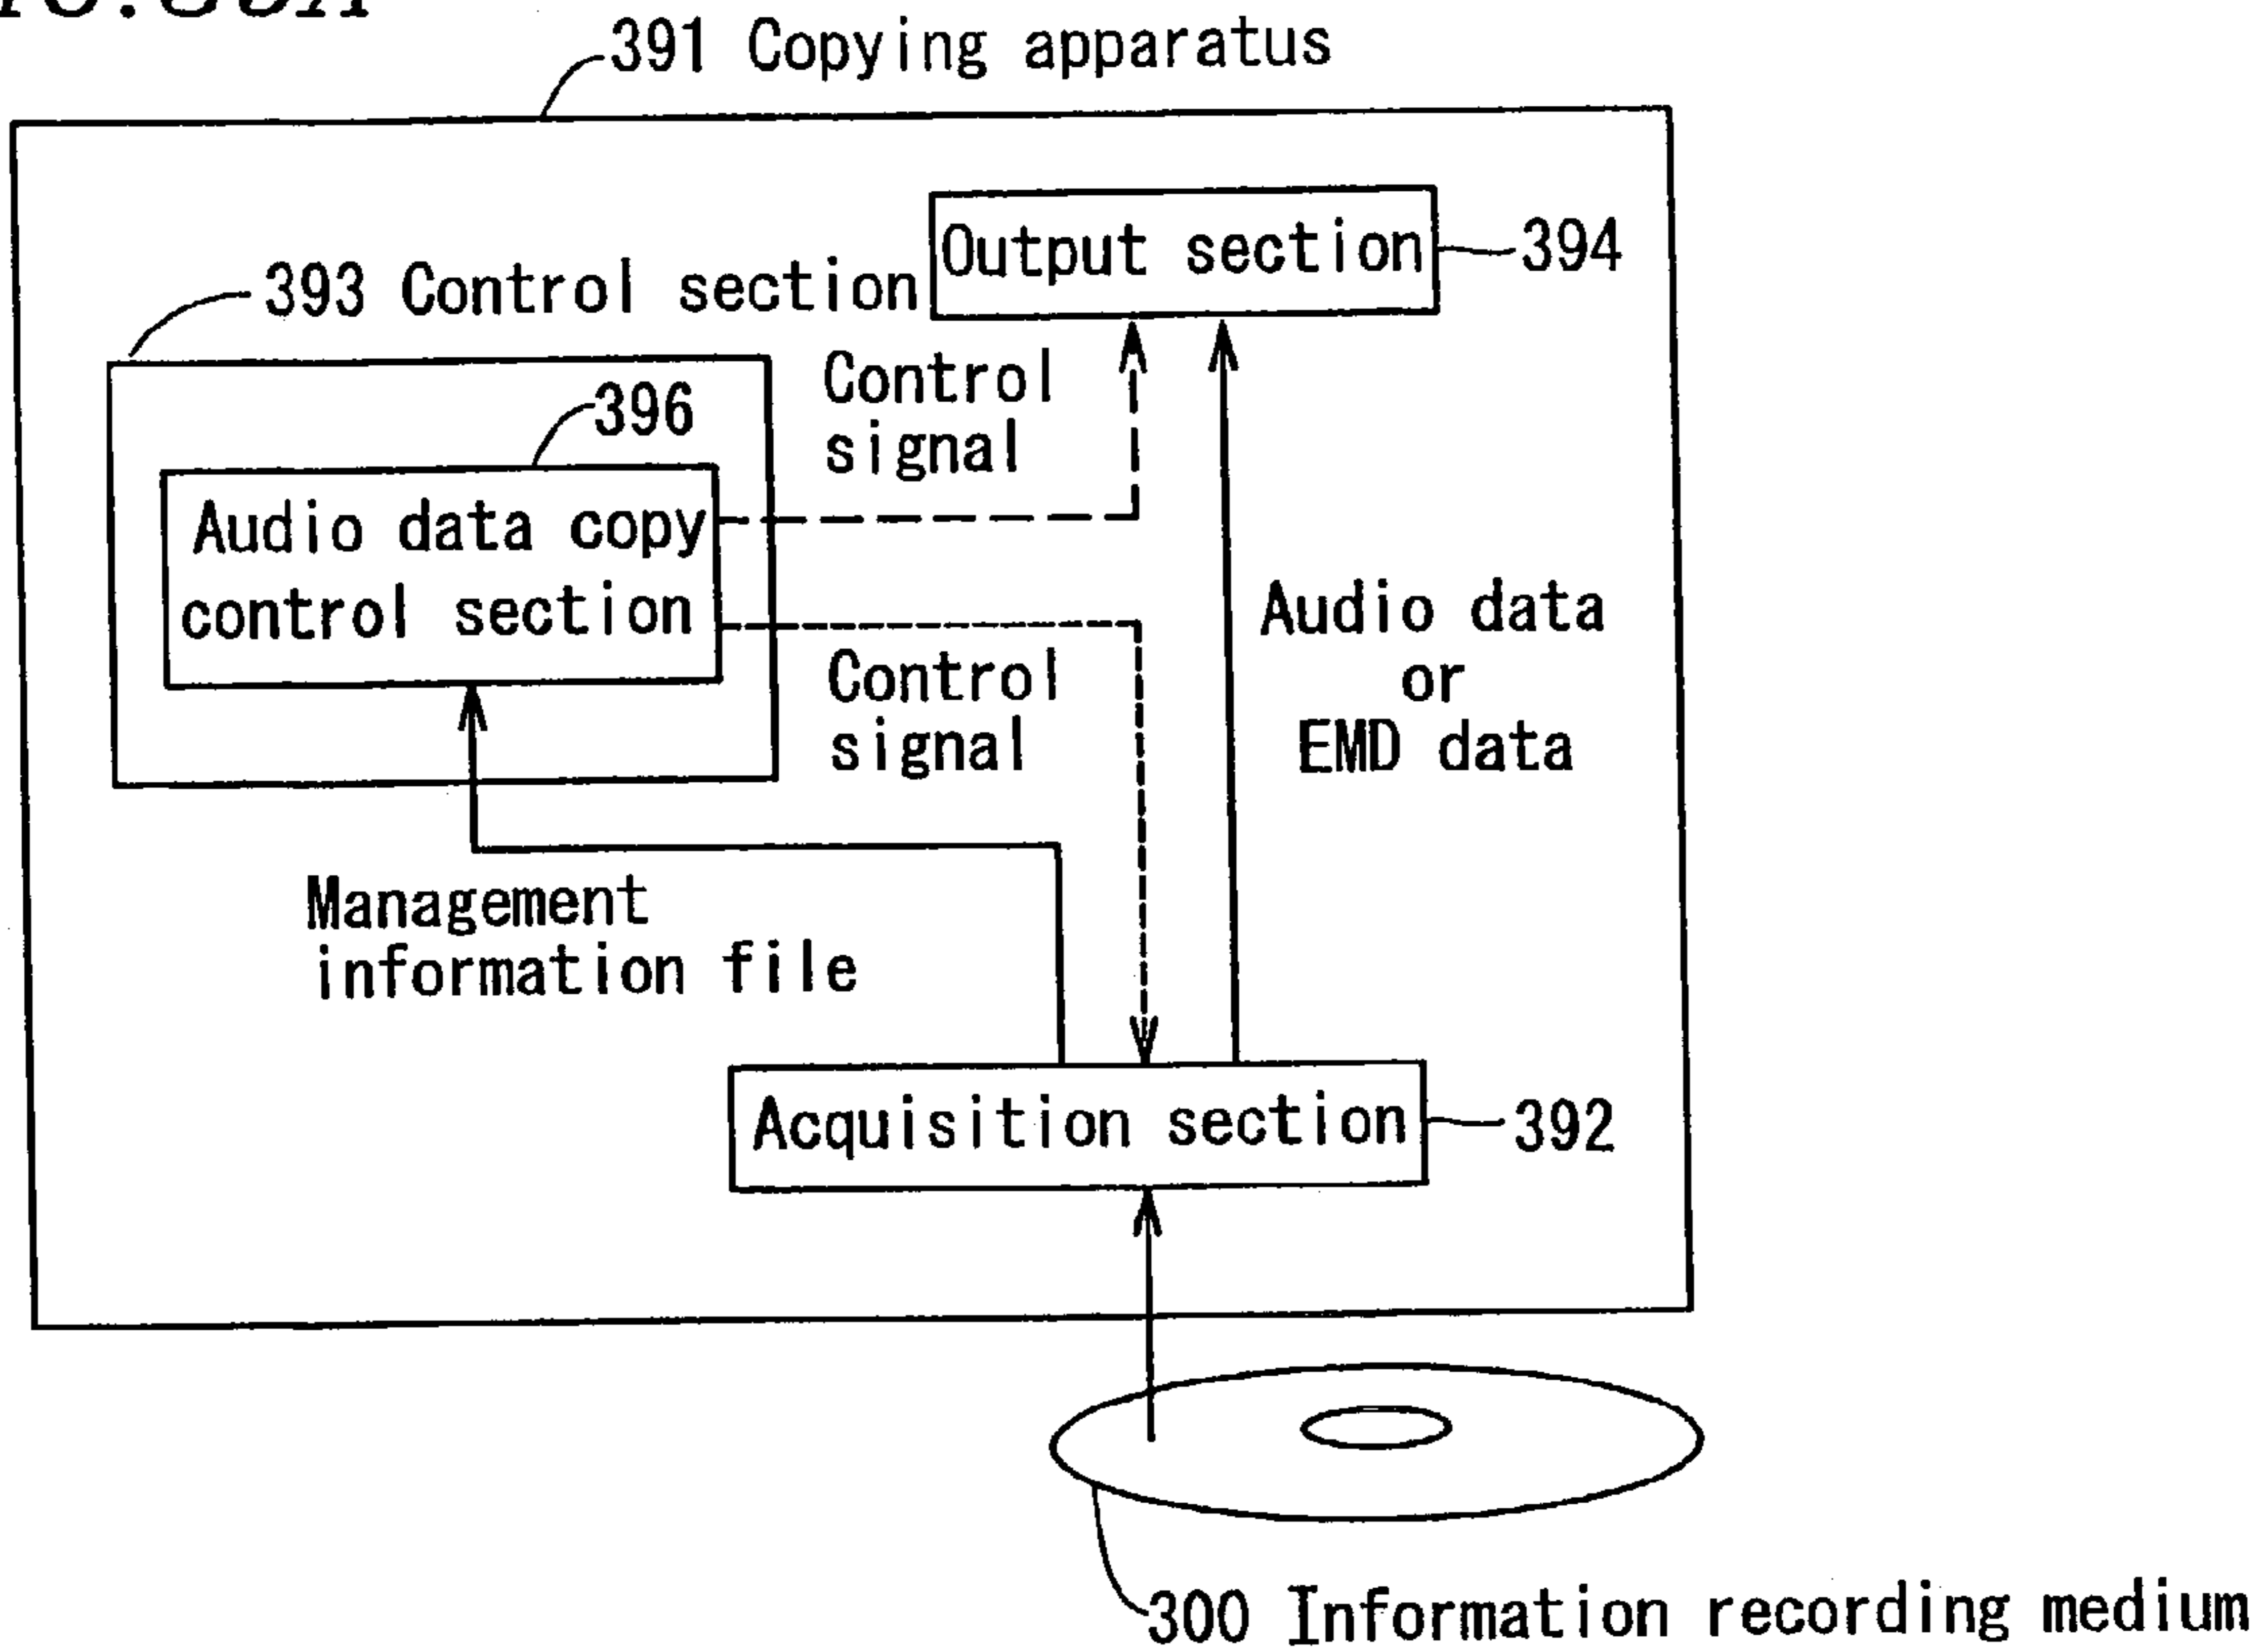 391 Copying apparatus
Output section
394
393 Control section
Control
signal
396
Audio data copy
control section
Audio data
or
EMD data
Control
signal
Management
information file
Acquisition section
392
300 Information recording medium